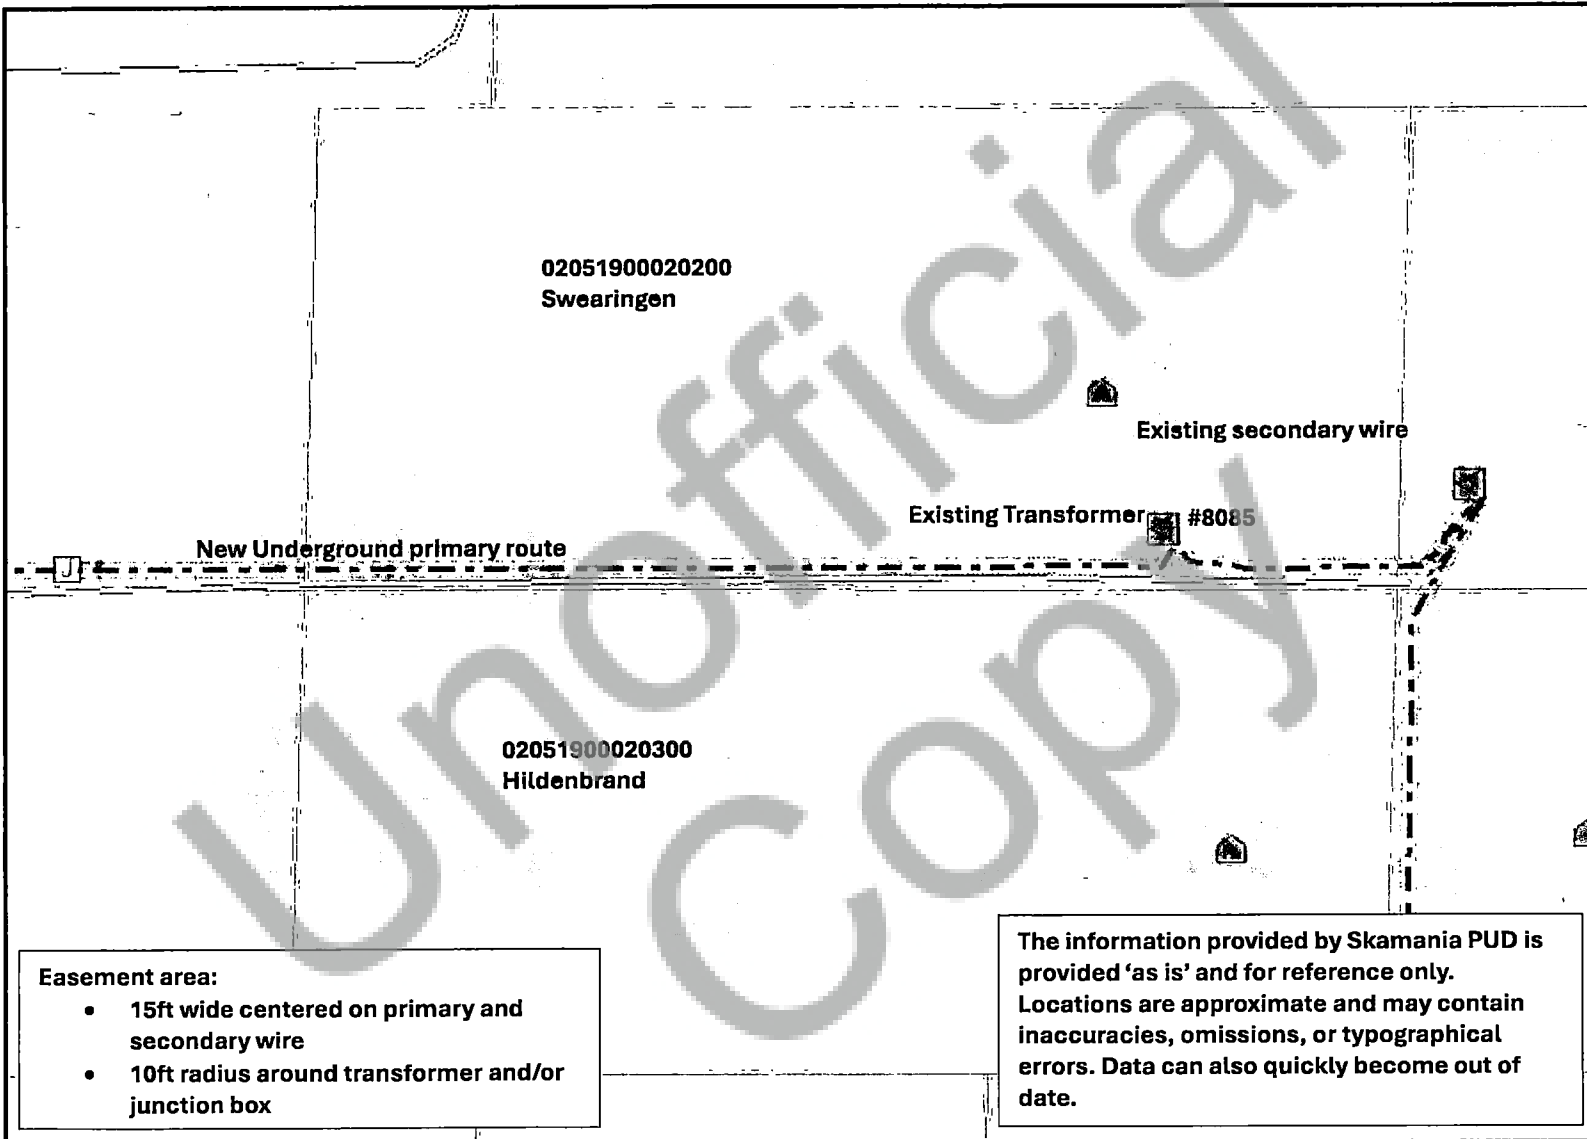 02051900020200
Swearingen
Existing secondary wire
Existing Transformer
#8085
New Underground primary route
J
02051900020300
Hildenbrand
Easement area:
• 15ft wide centered on primary and
secondary wire
• 10ft radius around transformer and/or
junction box
The information provided by Skamania PUD is
provided ‘as is’ and for reference only.
Locations are approximate and may contain
inaccuracies, omissions, or typographical
errors. Data can also quickly become out of
date.
Unofficial
Copy